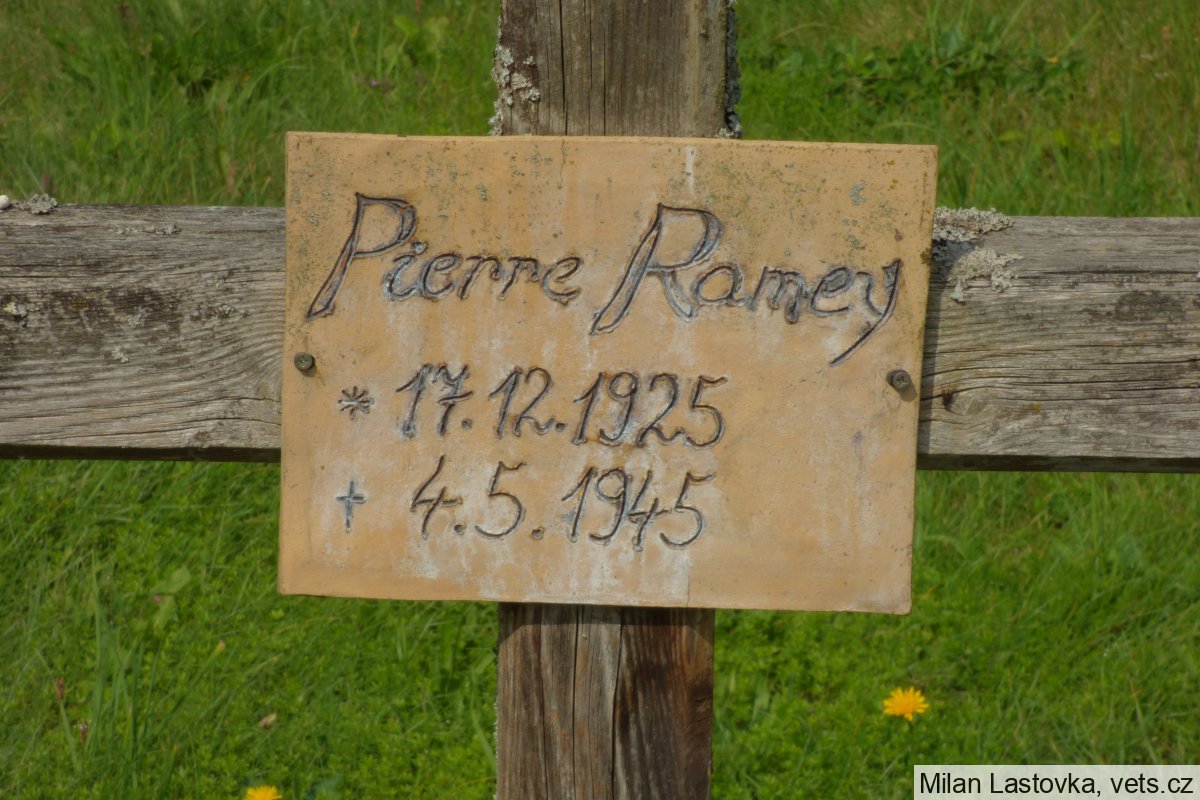 Pierre Ramey
* 17.12.1925
† 4.5.1945
Milan Lastovka, vets.cz